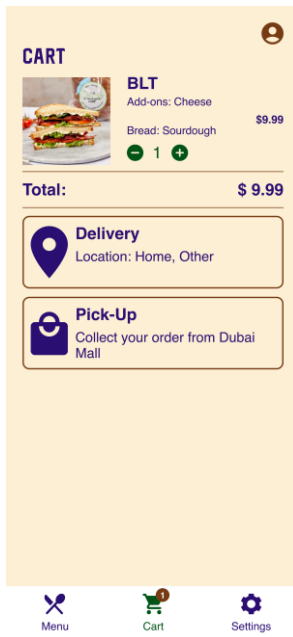 CART
BLT
Add-ons: Cheese
$9.99
Bread: Sourdough
1
Total: $ 9.99
Delivery
Location: Home, Other
Pick-Up
Collect your order from Dubai
Mall
1
Menu Cart Settings